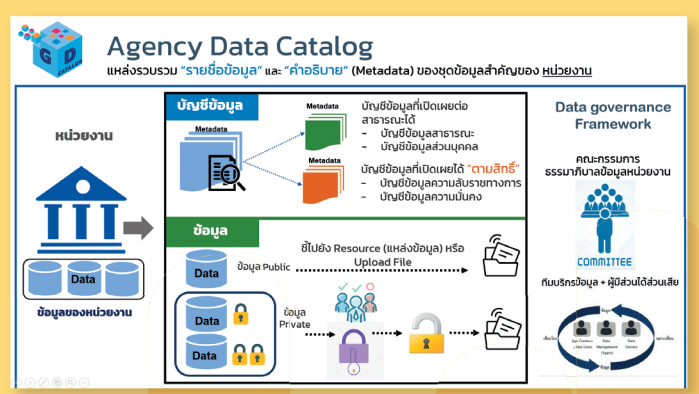 G D
CATALOG
Agency Data Catalog
แหล่งรวบรวม “รายชื่อข้อมูล” และ “คำอธิบาย” (Metadata) ของชุดข้อมูลสำคัญของ หน่วยงาน
หน่วยงาน
Data
ข้อมูลของหน่วยงาน
บัญชีข้อมูล
Metadata
Metadata
บัญชีข้อมูลที่เปิดเผยต่อ
สาธารณะได้
- บัญชีข้อมูลสาธารณะ
- บัญชีข้อมูลส่วนบุคคล
Metadata
บัญชีข้อมูลที่เปิดเผยได้ “ตามสิทธิ์”
- บัญชีข้อมูลความลับราชทางการ
- บัญชีข้อมูลความมั่นคง
ข้อมูล
Data
ข้อมูล Public
ชี้ไปยัง Resource (แหล่งข้อมูล) หรือ
Upload File
Data
Data
ข้อมูล
Private
Data governance
Framework
คณะกรรมการ
ธรรมาภิบาลข้อมูลหน่วยงาน
COMMITTEE
ทีมบริกรข้อมูล + ผู้มีส่วนได้ส่วนเสีย
Data Creators
Data
Management
(Team)
Data
Owners